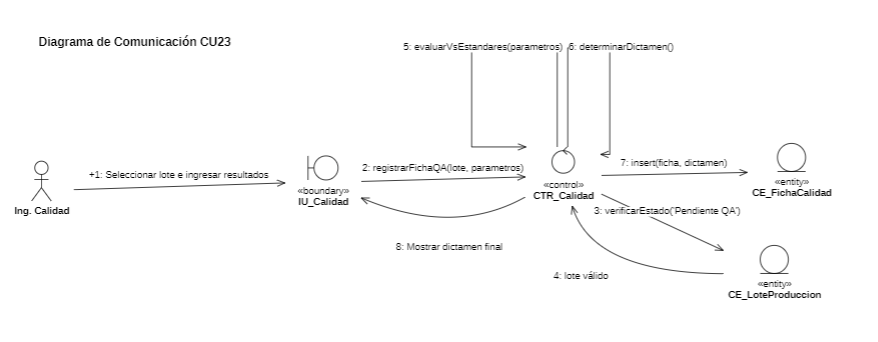 Diagrama de Comunicación CU23
5: evaluarVsEstandares(parametros)
6: determinarDictamen()
+1: Seleccionar lote e ingresar resultados
2: registrarFichaQA(lote, parametros)
7: insert(ficha, dictamen)
Ing. Calidad
«boundary»
IU_Calidad
«control»
CTR_Calidad
«entity»
CE_FichaCalidad
3: verificarEstado('Pendiente QA')
8: Mostrar dictamen final
4: lote válido
«entity»
CE_LoteProduccion